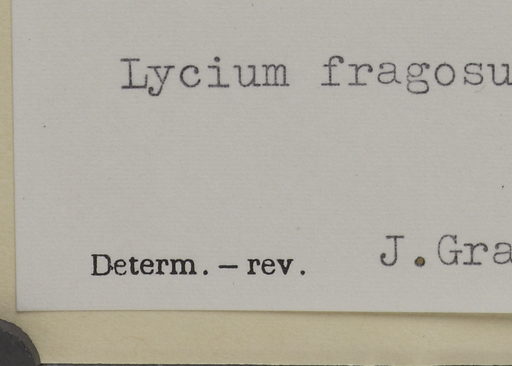 Lycium fragosu
Determ. – rev. J.Gra